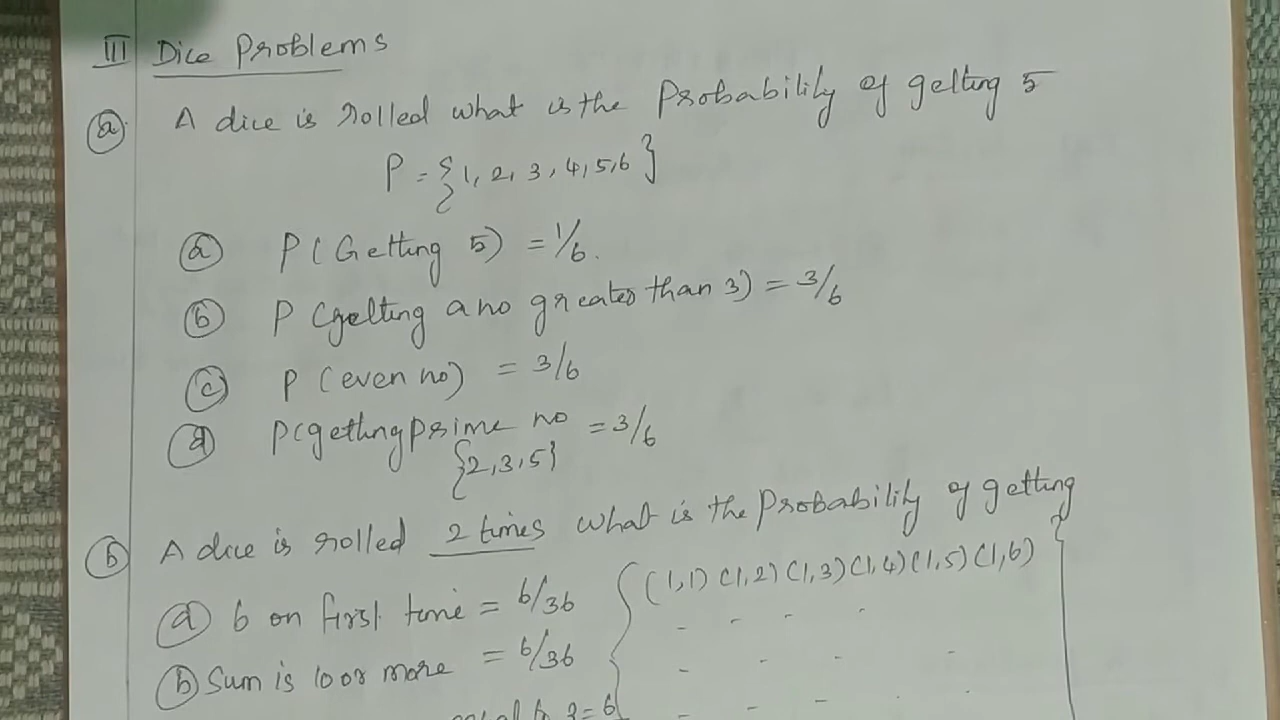 III Dice Problems
(a) A dice is rolled what is the Probability of getting 5
P = {1, 2, 3, 4, 5, 6}
(a) P (Getting 5) = 1/6.
(b) P (getting a no greater than 3) = 3/6
(c) P (even no) = 3/6
(d) P(getting prime no = 3/6
{2, 3, 5}
(b) A dice is rolled 2 times what is the Probability of getting
(a) 6 on first time = 6/36 {(1,1) (1,2) (1,3) (1,4) (1,5) (1,6)}
(b) Sum is 10 or more = 6/36
3 = 6